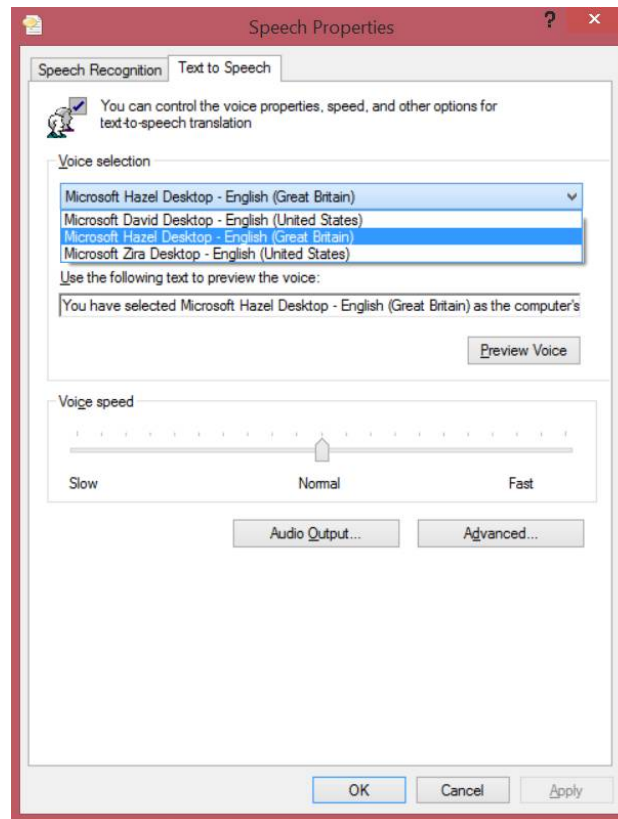 Speech Properties
?
×
Speech Recognition
Text to Speech
You can control the voice properties, speed, and other options for
text-to-speech translation
Voice selection
Microsoft Hazel Desktop - English (Great Britain)
Microsoft David Desktop - English (United States)
Microsoft Hazel Desktop - English (Great Britain)
Microsoft Zira Desktop - English (United States)
Use the following text to preview the voice:
You have selected Microsoft Hazel Desktop - English (Great Britain) as the computer's
Preview Voice
Voice speed
Slow
Normal
Fast
Audio Output...
Advanced...
OK
Cancel
Apply